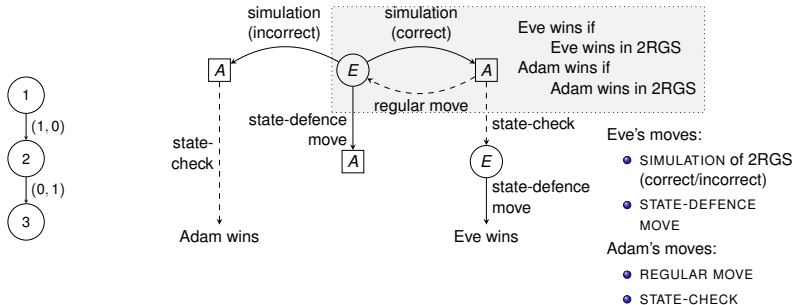 1
(1, 0)
2
(0, 1)
3
simulation
(incorrect)
simulation
(correct)
A
E
A
regular move
state-
check
state-defence
move
A
state-check
E
state-defence
move
Adam wins
Eve wins
Eve wins if
Eve wins in 2RGS
Adam wins if
Adam wins in 2RGS
Eve's moves:
SIMULATION of 2RGS
(correct/incorrect)
STATE-DEFENCE
MOVE
Adam's moves:
REGULAR MOVE
STATE-CHECK